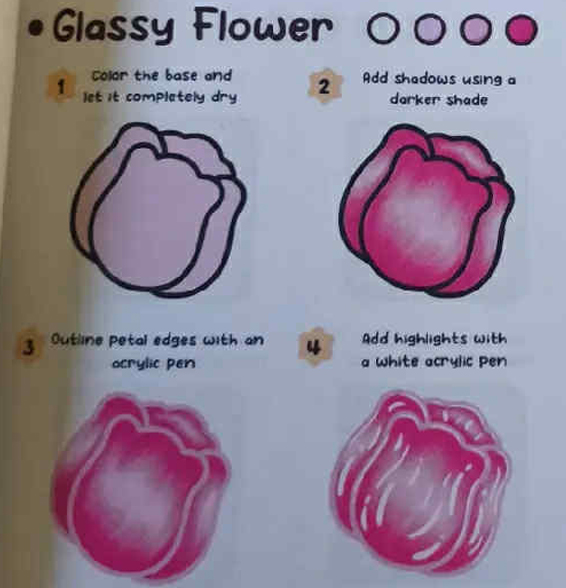 Glassy Flower
1
Color the base and
let it completely dry
2
Add shadows using a
darker shade
3
Outline petal edges with an
acrylic pen
4
Add highlights with
a white acrylic pen